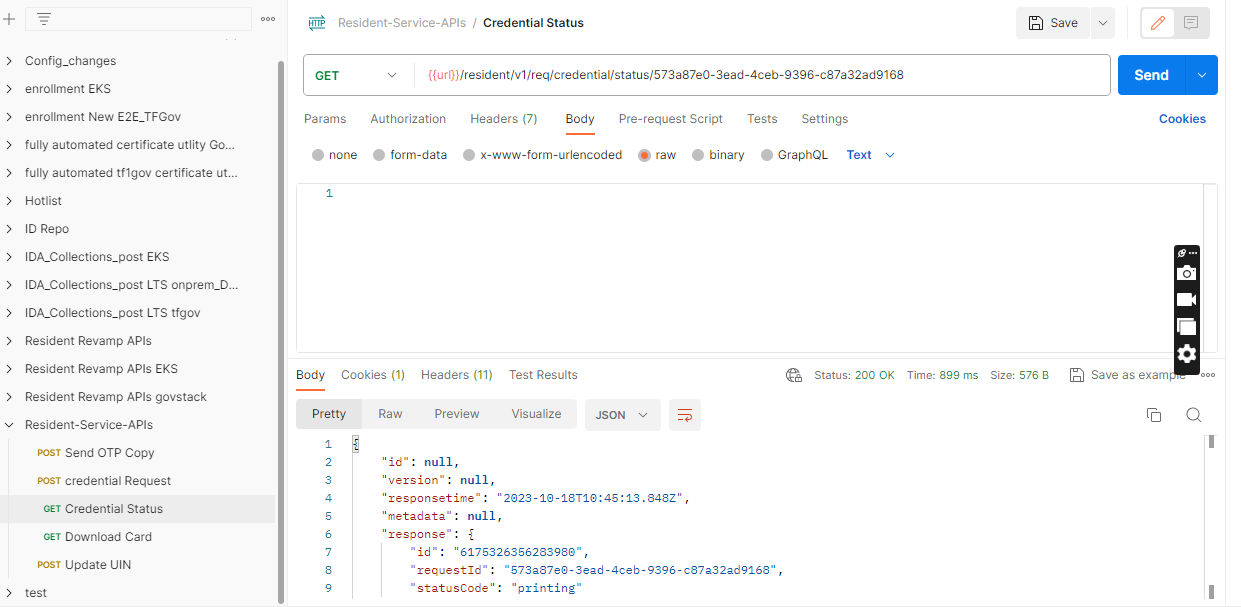 Resident-Service-APIs / Credential Status
Save
GET {{url}}/resident/v1/req/credential/status/573a87e0-3ead-4ceb-9396-c87a32ad9168
Send
Params Authorization Headers (7) Body Pre-request Script Tests Settings Cookies
none form-data x-www-form-urlencoded raw binary GraphQL Text
1
Config_changes
enrollment EKS
enrollment New E2E_TFGov
fully automated certificate utlity Go...
fully automated tf1gov certificate ut...
Hotlist
ID Repo
IDA_Collections_post EKS
IDA_Collections_post LTS onprem_D...
IDA_Collections_post LTS tfgov
Resident Revamp APIs
Resident Revamp APIs EKS
Resident Revamp APIs govstack
Resident-Service-APIs
POST Send OTP Copy
POST credential Request
GET Credential Status
GET Download Card
POST Update UIN
test
Body Cookies (1) Headers (11) Test Results
Status: 200 OK Time: 899 ms Size: 576 B Save as example
Pretty Raw Preview Visualize JSON
1 {
2 "id": null,
3 "version": null,
4 "responsetime": "2023-10-18T10:45:13.848Z",
5 "metadata": null,
6 "response": {
7 "id": "6175326356283980",
8 "requestId": "573a87e0-3ead-4ceb-9396-c87a32ad9168",
9 "statusCode": "printing"